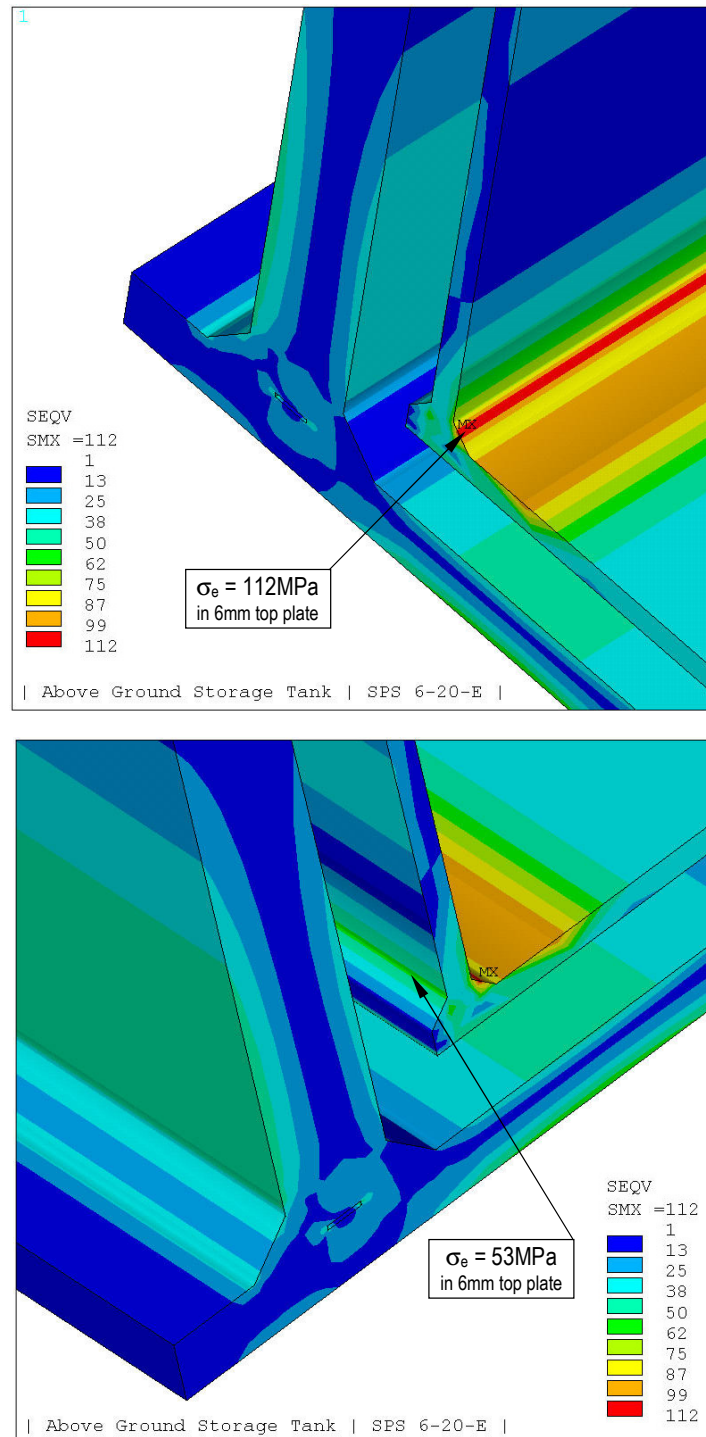 1
MX
SEQV
SMX =112
1
13
25
38
50
62
75
87
99
112
σe = 112MPa
in 6mm top plate
| Above Ground Storage Tank | SPS 6-20-E |
MX
SEQV
SMX =112
1
13
25
38
50
62
75
87
99
112
σe = 53MPa
in 6mm top plate
| Above Ground Storage Tank | SPS 6-20-E |